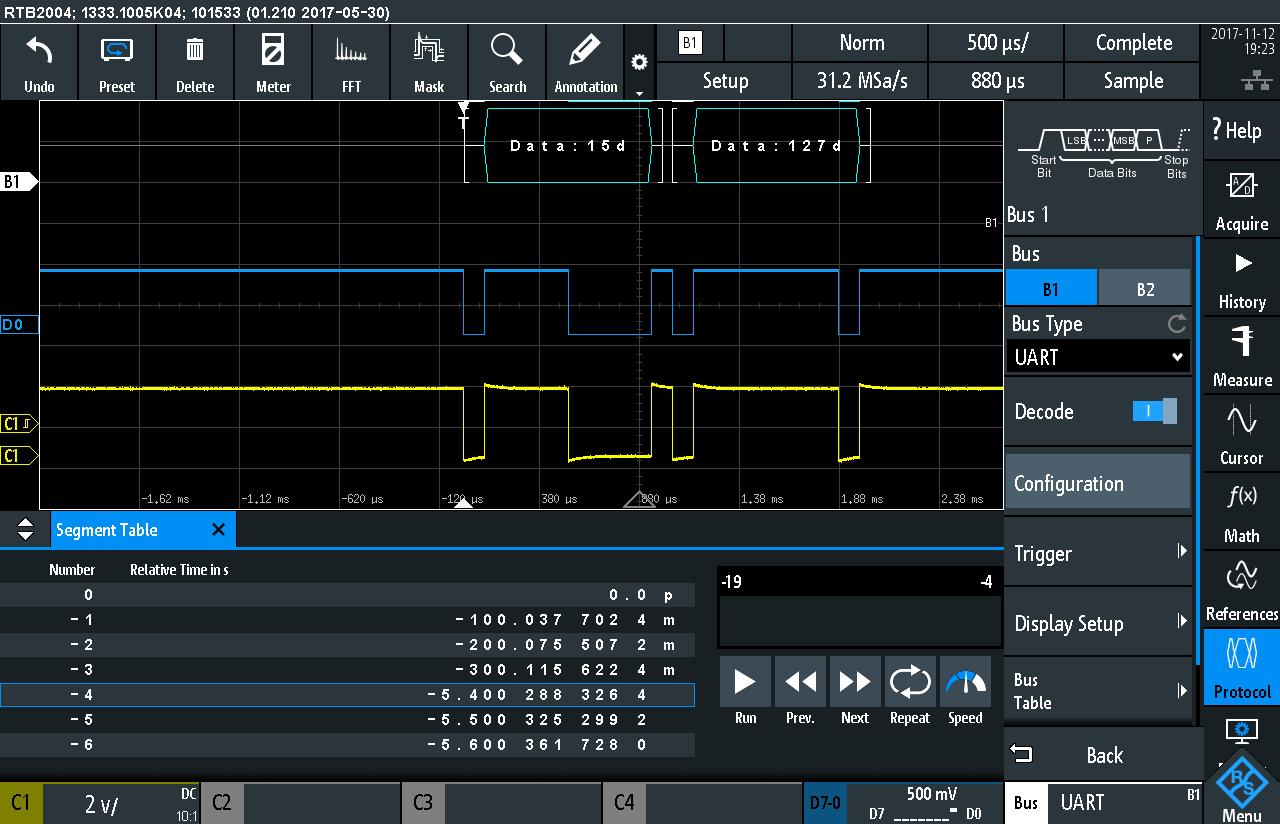 RTB2004; 1333.1005K04; 101533 (01.210 2017-05-30)
Undo Preset Delete Meter FFT Mask Search Annotation
B1 Norm 500 µs/ Complete
Setup 31.2 MSa/s 880 µs Sample
2017-11-12
19:23
T
Data:15d Data:127d
B1
B1
D0
C1
C1
-1.62 ms -1.12 ms -620 µs -120 µs 380 µs 880 µs 1.38 ms 1.88 ms 2.38 ms
LSB MSB P
Start Bit Data Bits Stop Bits
Bus 1
Bus
B1 B2
Bus Type
UART
Decode I
Configuration
Trigger
Display Setup
Bus
Table
Back
? Help
A D
Acquire
History
Measure
Cursor
f(x)
Math
References
Protocol
R S
Menu
Segment Table
Number Relative Time in s
0 0.0 p
-1 -100.037 702 4 m
-2 -200.075 507 2 m
-3 -300.115 622 4 m
-4 -5.400 288 326 4
-5 -5.500 325 299 2
-6 -5.600 361 728 0
-19 -4
Run Prev. Next Repeat Speed
C1 2 V/ DC
10:1
C2
C3
C4
D7-0 500 mV
D7 D0
Bus UART B1